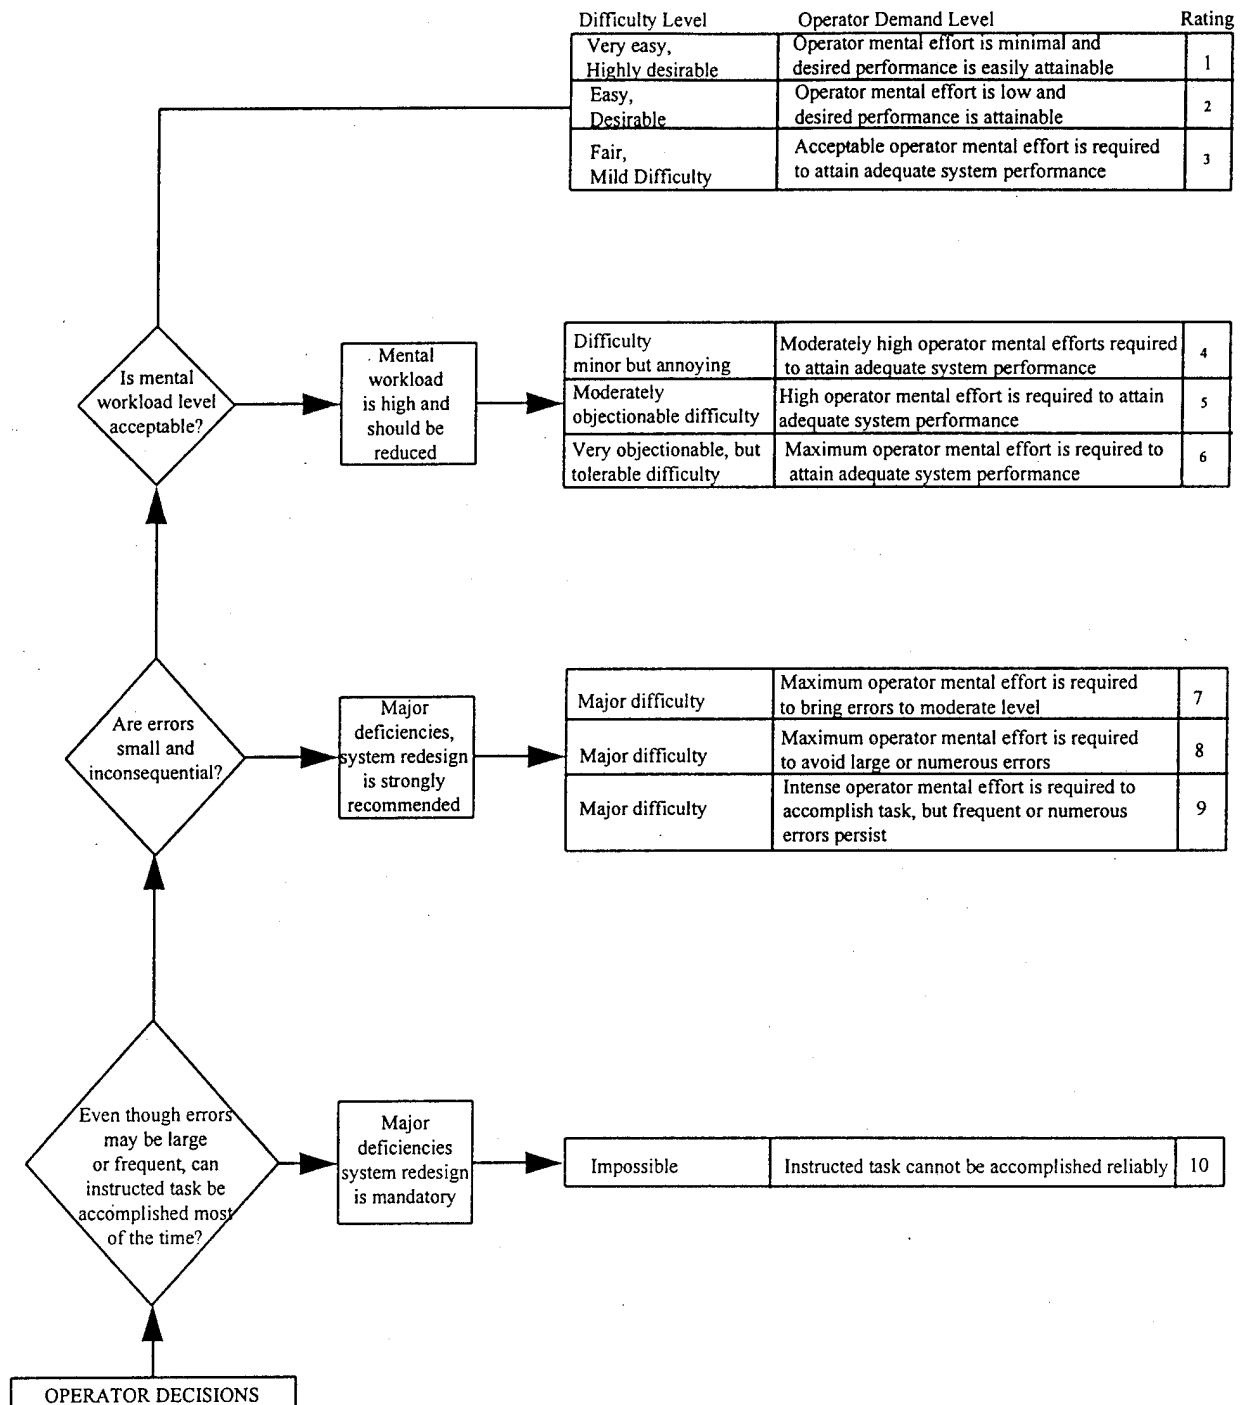 Difficulty Level Operator Demand Level Rating
Very easy, Operator mental effort is minimal and
Highly desirable desired performance is easily attainable 1
Easy, Operator mental effort is low and
Desirable desired performance is attainable 2
Fair, Acceptable operator mental effort is required
Mild Difficulty to attain adequate system performance 3
Is mental
workload level
acceptable?
Mental
workload
is high and
should be
reduced
Difficulty Moderately high operator mental efforts required
minor but annoying to attain adequate system performance 4
Moderately High operator mental effort is required to attain
objectionable difficulty adequate system performance 5
Very objectionable, but Maximum operator mental effort is required to
tolerable difficulty attain adequate system performance 6
Are errors
small and
inconsequential?
Major
deficiencies,
system redesign
is strongly
recommended
Major difficulty Maximum operator mental effort is required
to bring errors to moderate level 7
Major difficulty Maximum operator mental effort is required
to avoid large or numerous errors 8
Major difficulty Intense operator mental effort is required to
accomplish task, but frequent or numerous
errors persist 9
Even though errors
may be large
or frequent, can
instructed task be
accomplished most
of the time?
Major
deficiencies
system redesign
is mandatory
Impossible Instructed task cannot be accomplished reliably 10
OPERATOR DECISIONS